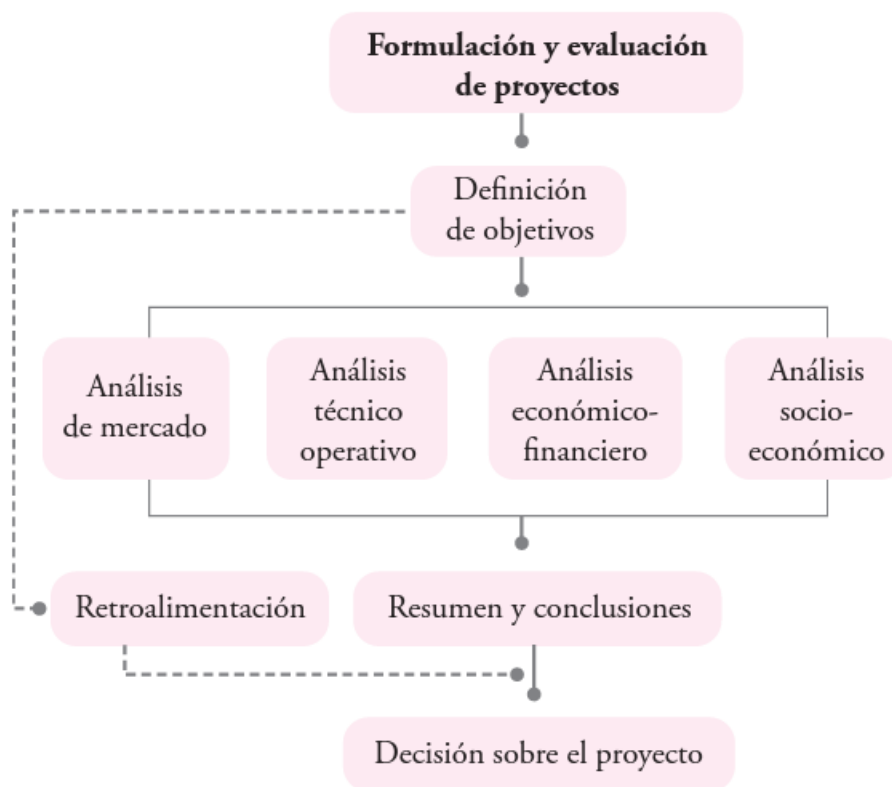 Formulación y evaluación
de proyectos
Definición
de objetivos
Análisis
de mercado
Análisis
técnico
operativo
Análisis
económico-
financiero
Análisis
socio-
económico
Retroalimentación
Resumen y conclusiones
Decisión sobre el proyecto